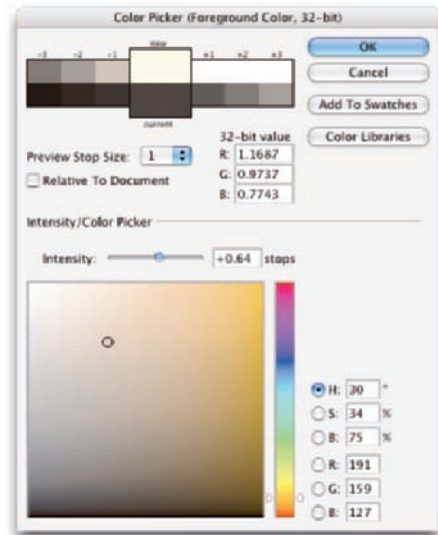 Color Picker (Foreground Color, 32-bit)
new
-3 -2 -1 +1 +2 +3
current
OK
Cancel
Add To Swatches
Color Libraries
Preview Stop Size: 1
Relative To Document
32-bit value
R: 1.1687
G: 0.9737
B: 0.7743
Intensity/Color Picker
Intensity: +0.64 stops
H: 30 °
S: 34 %
B: 75 %
R: 191
G: 159
B: 127